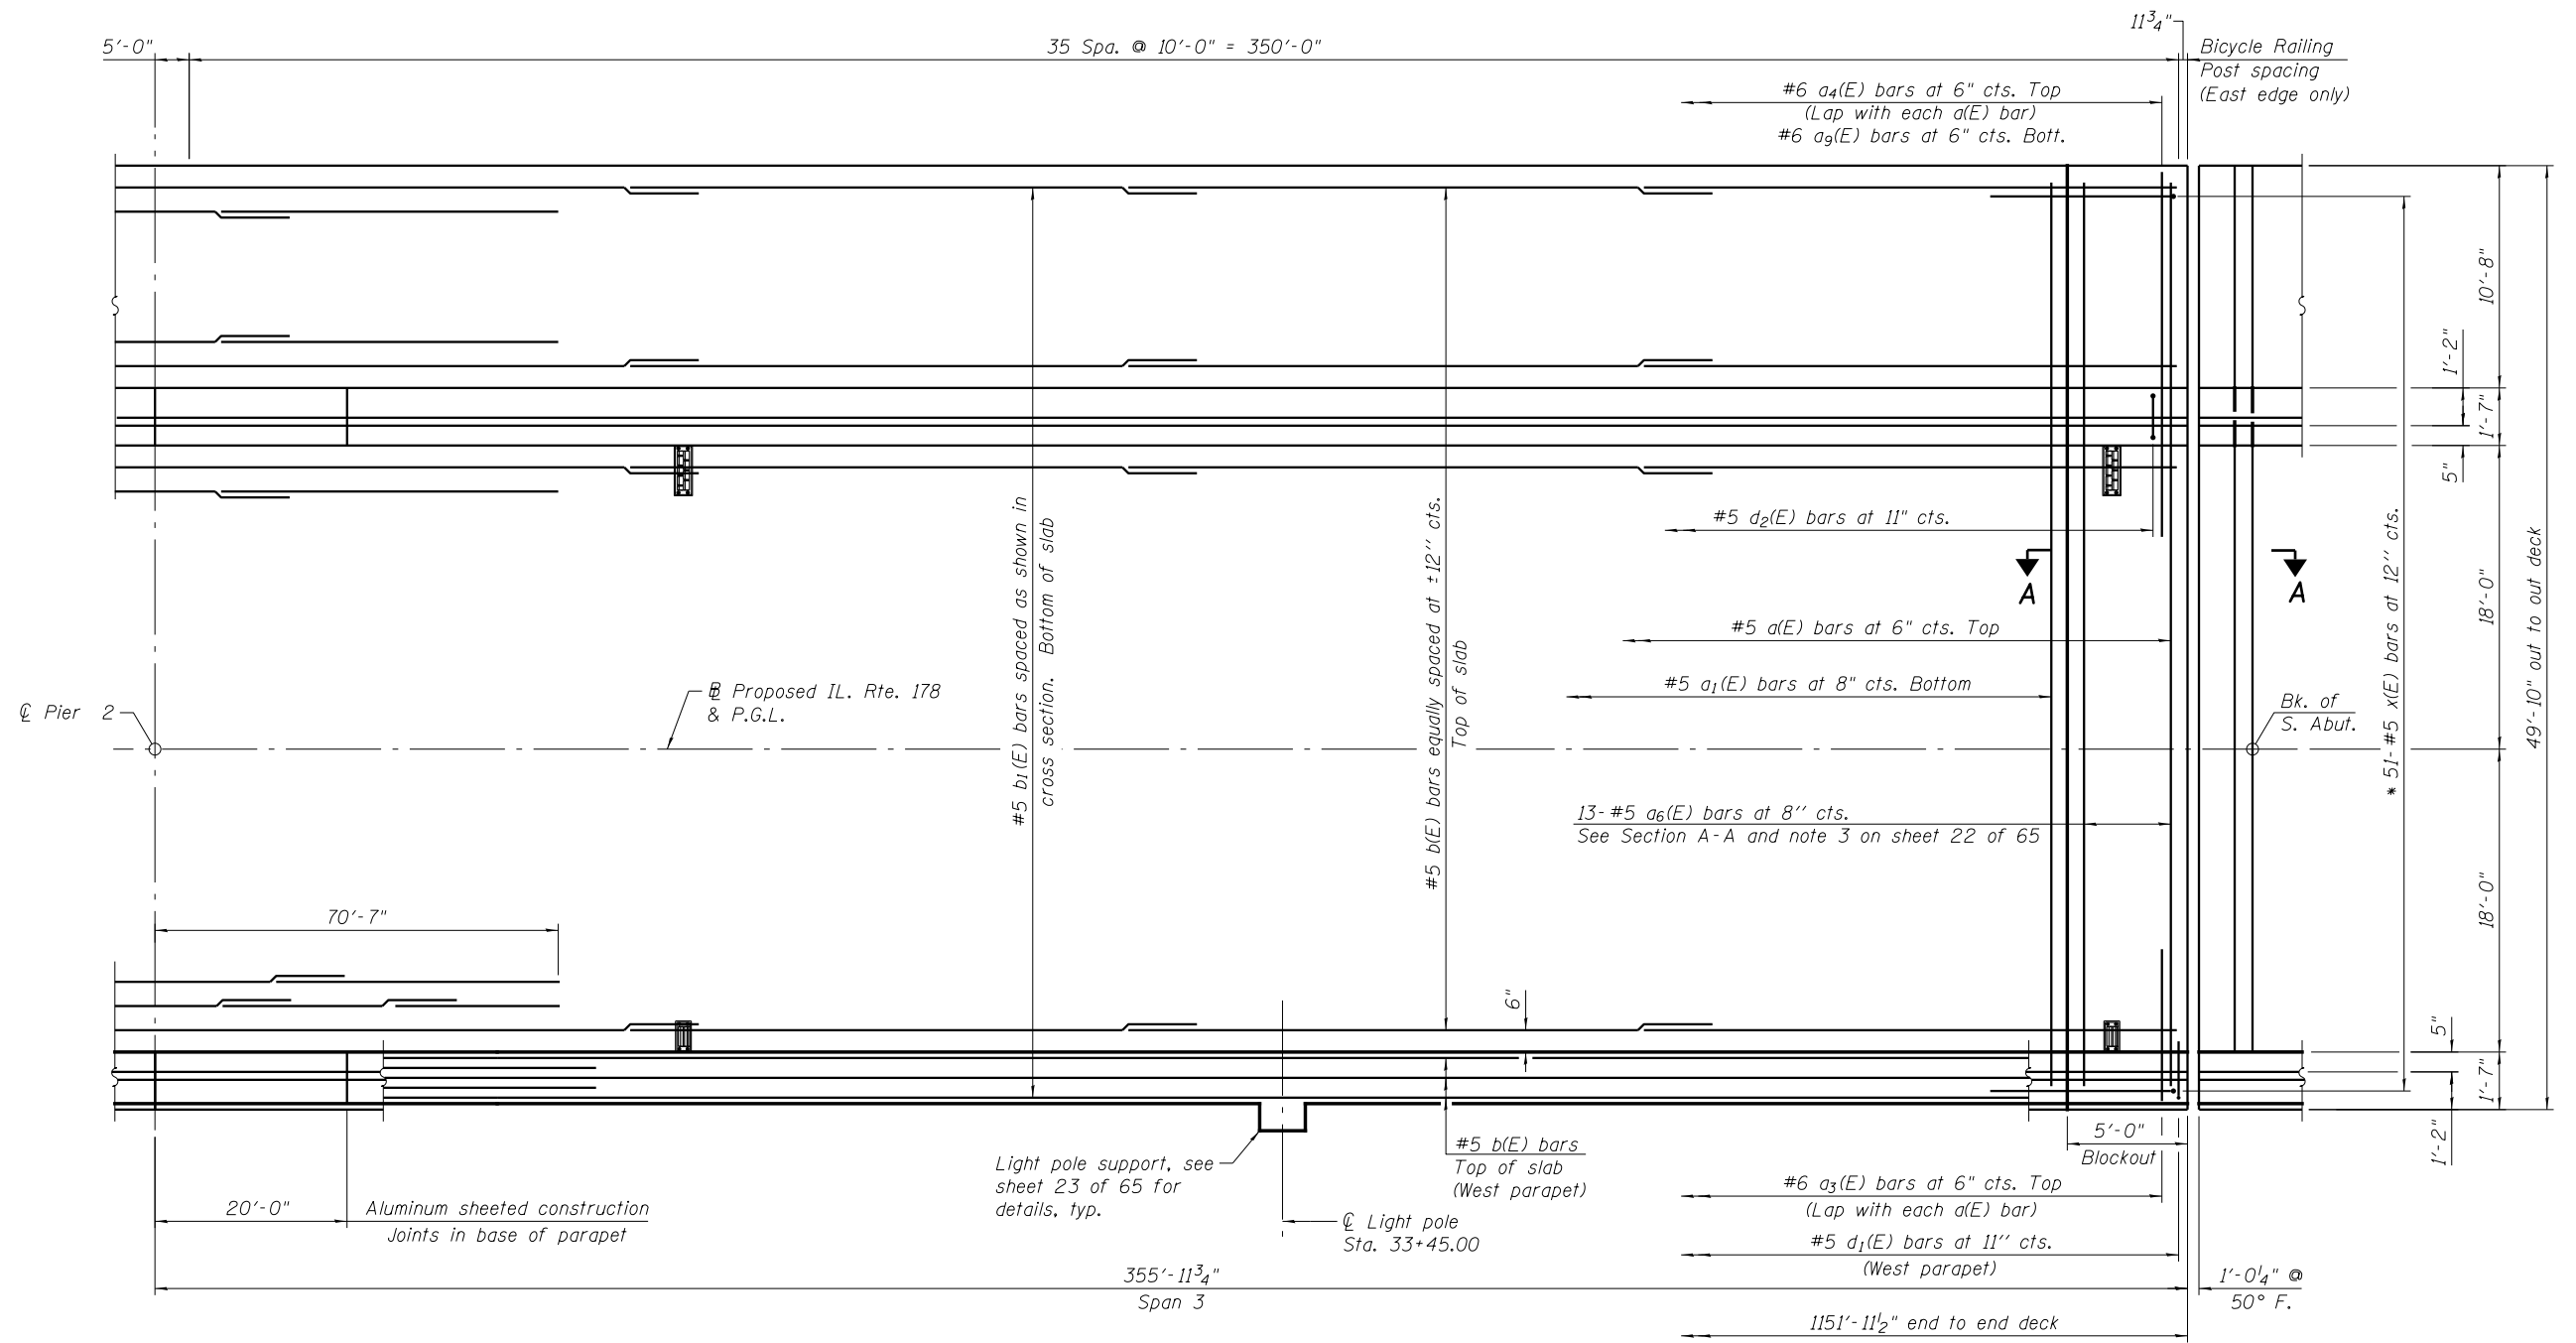 11 3/4"
5'-0"
35 Spa. @ 10'-0" = 350'-0"
Bicycle Railing
Post spacing
(East edge only)
#6 a4(E) bars at 6" cts. Top
(Lap with each a(E) bar)
#6 a9(E) bars at 6" cts. Bott.
10'-8"
1'-2"
1'-7"
5"
#5 b1(E) bars spaced as shown in
cross section. Bottom of slab
#5 b(E) bars equally spaced at ±12'' cts.
Top of slab
#5 d2(E) bars at 11" cts.
* 51-#5 x(E) bars at 12'' cts.
18'-0"
49'-10" out to out deck
A
A
#5 a(E) bars at 6" cts. Top
#5 a1(E) bars at 8" cts. Bottom
℄ Pier 2
B Proposed IL. Rte. 178
& P.G.L.
Bk. of
S. Abut.
13-#5 a6(E) bars at 8'' cts.
See Section A-A and note 3 on sheet 22 of 65
18'-0"
70'-7"
6"
5"
1'-7"
1'-2"
5'-0"
Blockout
Light pole support, see
sheet 23 of 65 for
details, typ.
#5 b(E) bars
Top of slab
(West parapet)
#6 a3(E) bars at 6" cts. Top
(Lap with each a(E) bar)
20'-0"
Aluminum sheeted construction
Joints in base of parapet
℄ Light pole
Sta. 33+45.00
#5 d1(E) bars at 11'' cts.
(West parapet)
355'-11 3/4"
Span 3
1'-0 1/4" @
50° F.
1151'-11 1/2" end to end deck